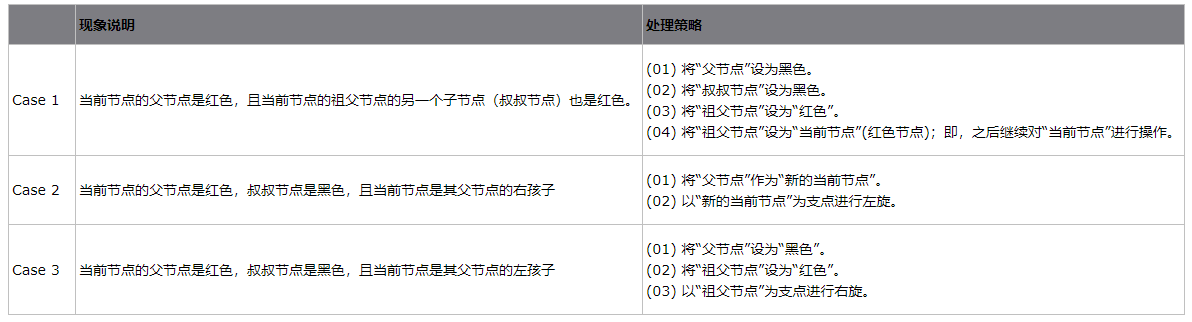 现象说明 处理策略
Case 1 当前节点的父节点是红色，且当前节点的祖父节点的另一个子节点（叔叔节点）也是红色。
(01) 将“父节点”设为黑色。
(02) 将“叔叔节点”设为黑色。
(03) 将“祖父节点”设为“红色”。
(04) 将“祖父节点”设为“当前节点”(红色节点)；即，之后继续对“当前节点”进行操作。
Case 2 当前节点的父节点是红色，叔叔节点是黑色，且当前节点是其父节点的右孩子
(01) 将“父节点”作为“新的当前节点”。
(02) 以“新的当前节点”为支点进行左旋。
Case 3 当前节点的父节点是红色，叔叔节点是黑色，且当前节点是其父节点的左孩子
(01) 将“父节点”设为“黑色”。
(02) 将“祖父节点”设为“红色”。
(03) 以“祖父节点”为支点进行右旋。